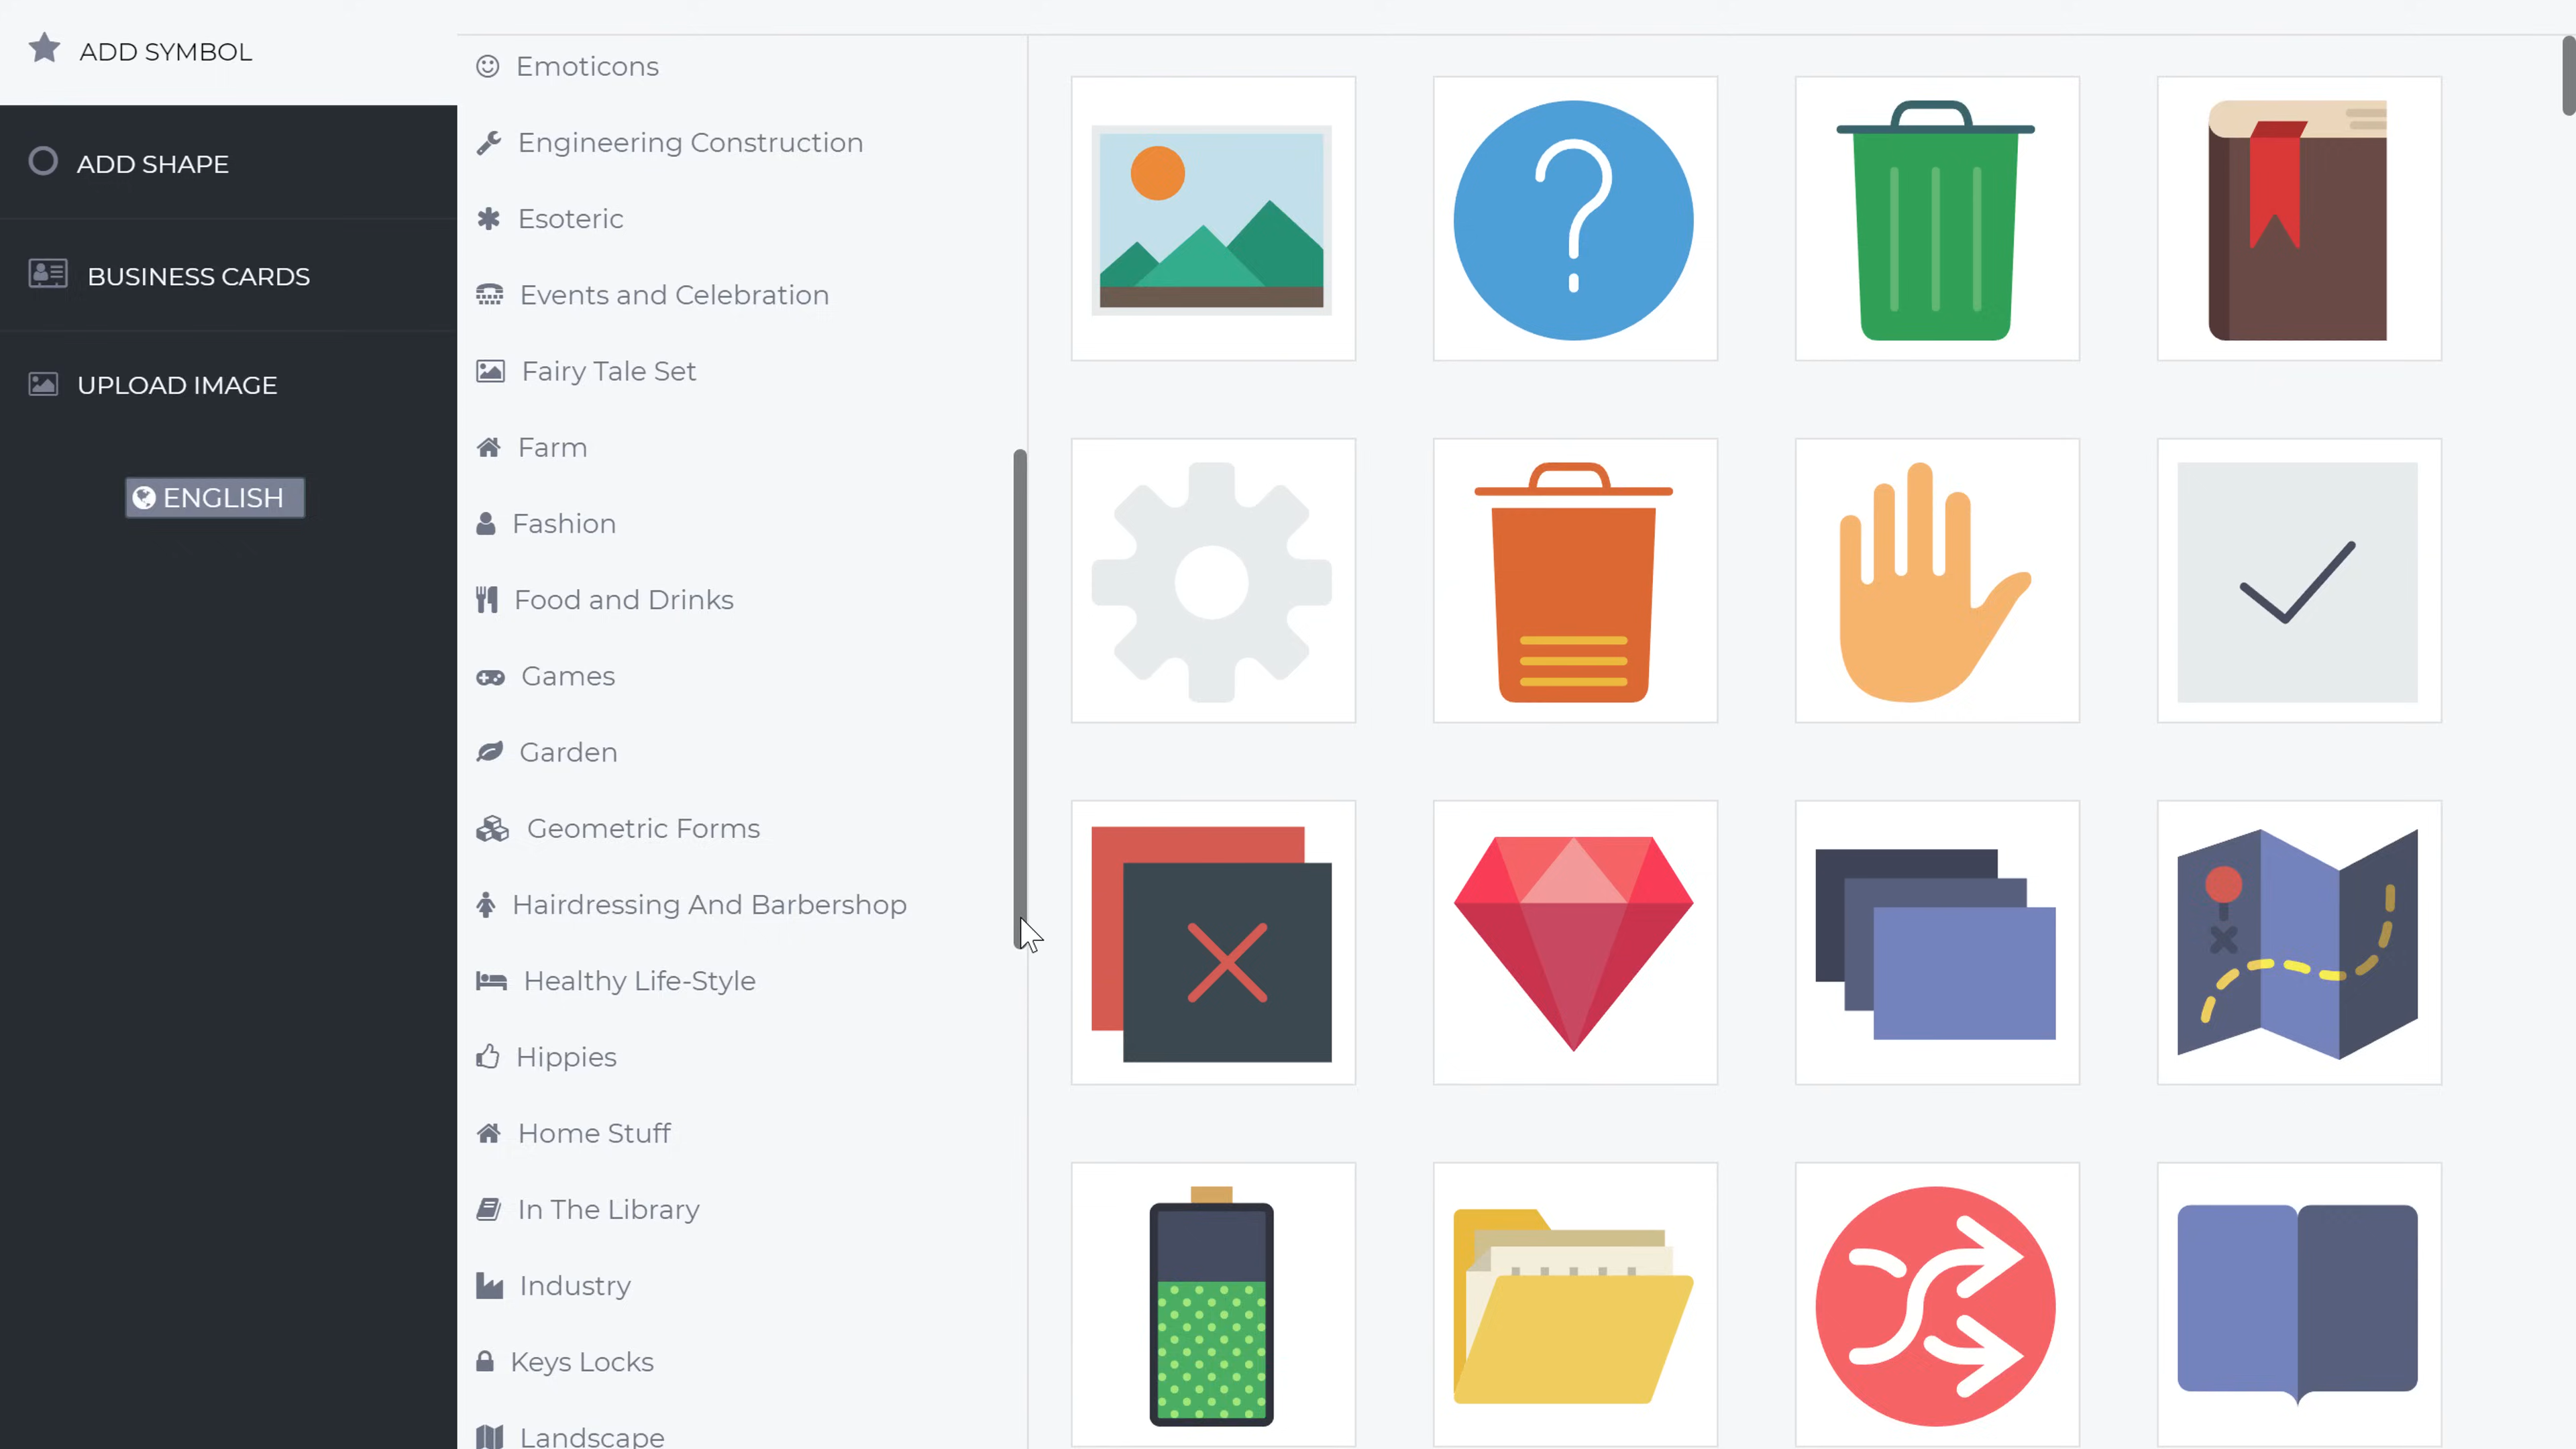 ADD SYMBOL
ADD SHAPE
BUSINESS CARDS
UPLOAD IMAGE
ENGLISH
Emoticons
Engineering Construction
Esoteric
Events and Celebration
Fairy Tale Set
Farm
Fashion
Food and Drinks
Games
Garden
Geometric Forms
Hairdressing And Barbershop
Healthy Life-Style
Hippies
Home Stuff
In The Library
Industry
Keys Locks
Landscape